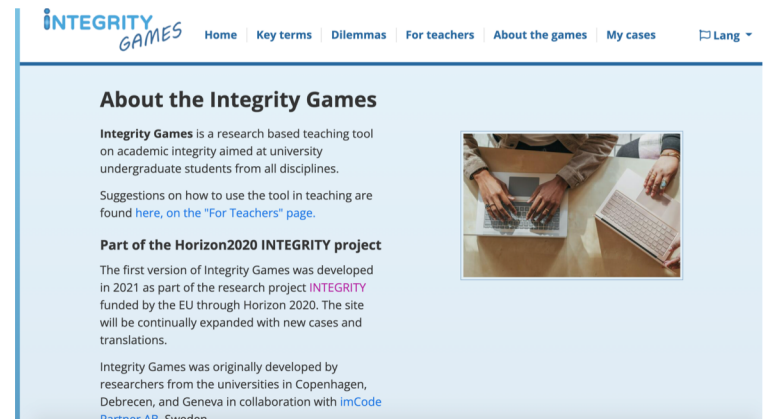 iNTEGRITY
GAMES
Home
Key terms
Dilemmas
For teachers
About the games
My cases
Lang
About the Integrity Games
Integrity Games is a research based teaching tool
on academic integrity aimed at university
undergraduate students from all disciplines.
Suggestions on how to use the tool in teaching are
found here, on the "For Teachers" page.
Part of the Horizon2020 INTEGRITY project
The first version of Integrity Games was developed
in 2021 as part of the research project INTEGRITY
funded by the EU through Horizon 2020. The site
will be continually expanded with new cases and
translations.
Integrity Games was originally developed by
researchers from the universities in Copenhagen,
Debrecen, and Geneva in collaboration with imCode
Partner AB, Sweden